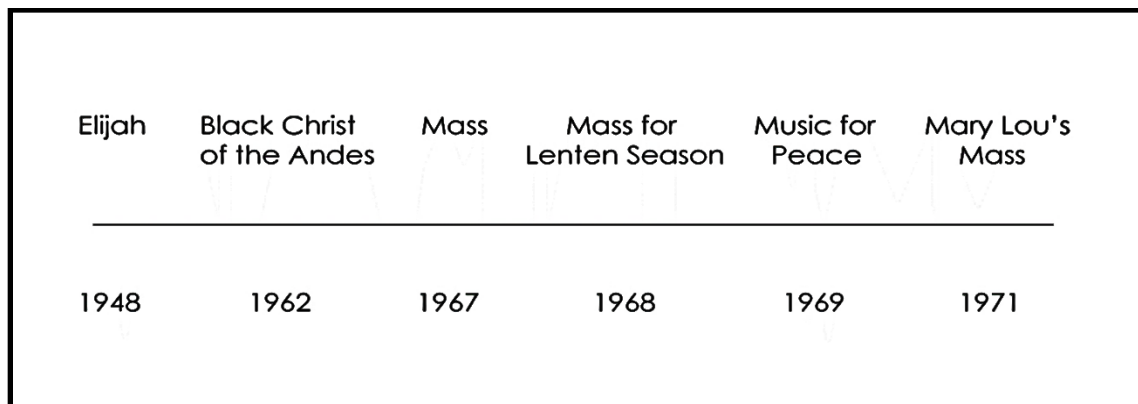 Elijah
Black Christ
of the Andes
Mass
Mass for
Lenten Season
Music for
Peace
Mary Lou's
Mass
1948
1962
1967
1968
1969
1971